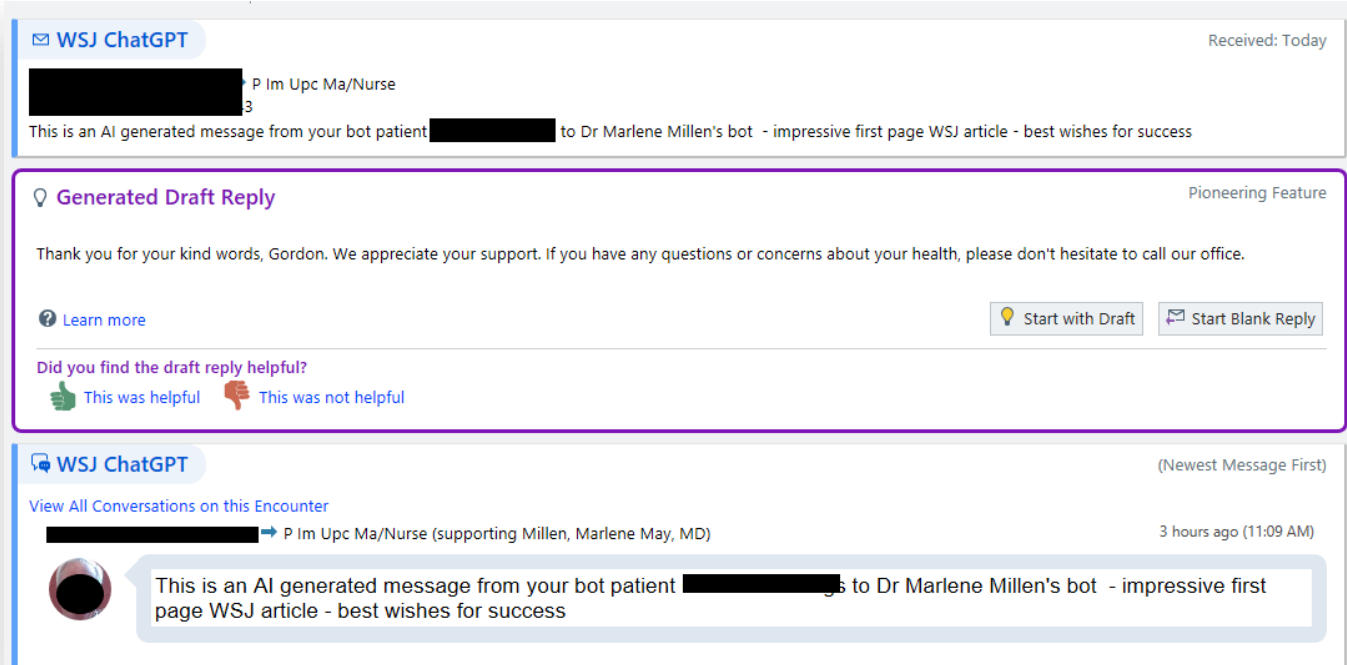 WSJ ChatGPT
Received: Today
P Im Upc Ma/Nurse
3
This is an AI generated message from your bot patient to Dr Marlene Millen's bot - impressive first page WSJ article - best wishes for success
Generated Draft Reply
Pioneering Feature
Thank you for your kind words, Gordon. We appreciate your support. If you have any questions or concerns about your health, please don't hesitate to call our office.
Learn more
Start with Draft
Start Blank Reply
Did you find the draft reply helpful?
This was helpful
This was not helpful
WSJ ChatGPT
(Newest Message First)
View All Conversations on this Encounter
P Im Upc Ma/Nurse (supporting Millen, Marlene May, MD)
3 hours ago (11:09 AM)
This is an AI generated message from your bot patient to Dr Marlene Millen's bot - impressive first
page WSJ article - best wishes for success